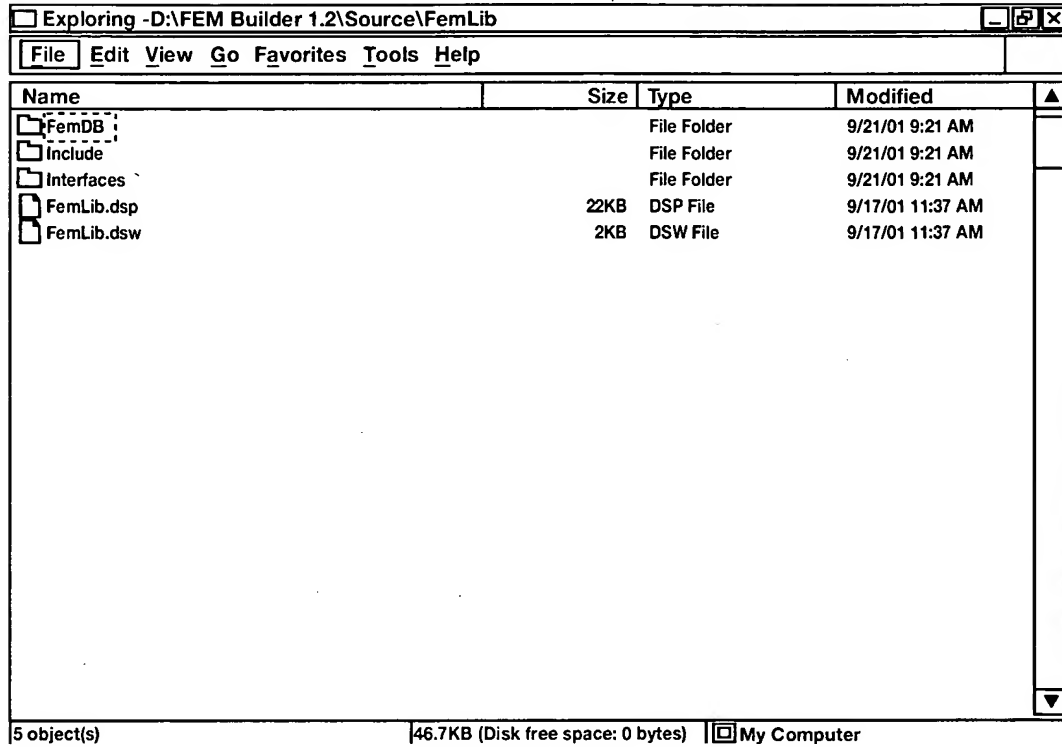 Exploring -D:\FEM Builder 1.2\Source\FemLib
File Edit View Go Favorites Tools Help
Name Size Type Modified
FemDB File Folder 9/21/01 9:21 AM
Include File Folder 9/21/01 9:21 AM
Interfaces File Folder 9/21/01 9:21 AM
FemLib.dsp 22KB DSP File 9/17/01 11:37 AM
FemLib.dsw 2KB DSW File 9/17/01 11:37 AM
5 object(s) 46.7KB (Disk free space: 0 bytes) My Computer